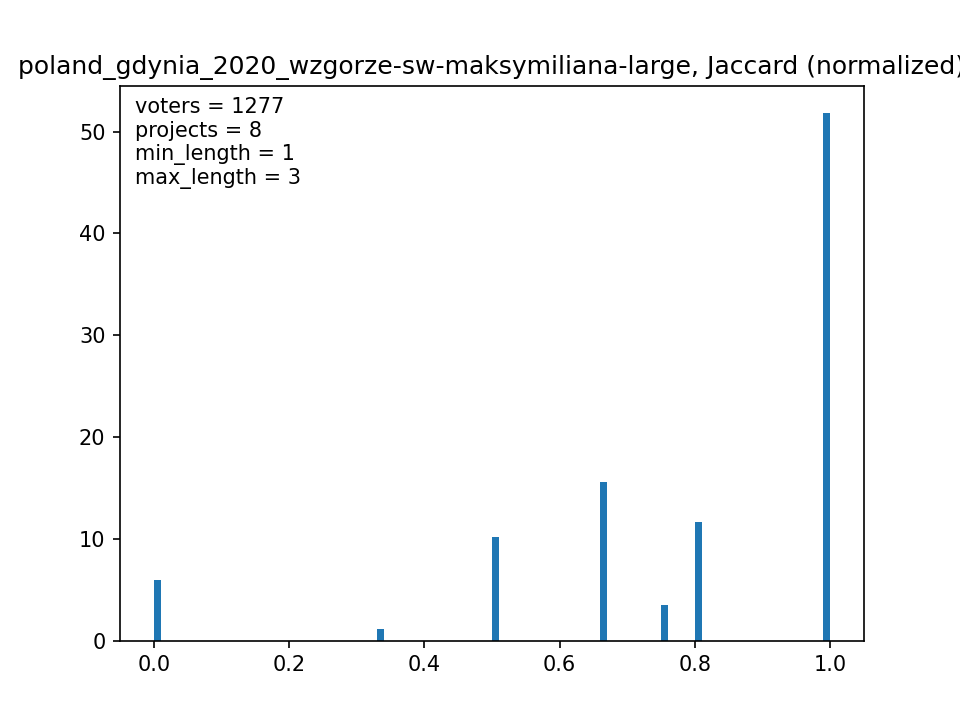 poland_gdynia_2020_wzgorze-sw-maksymiliana-large, Jaccard (normalized)
voters = 1277
projects = 8
min_length = 1
max_length = 3
50
40
30
20
10
0
0.0 0.2 0.4 0.6 0.8 1.0